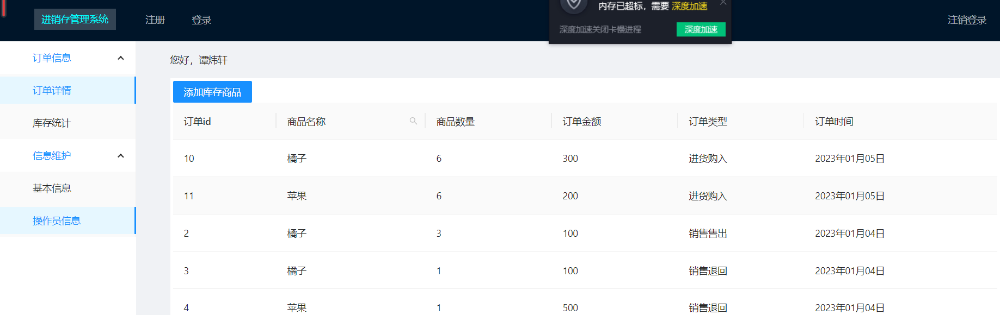 进销存管理系统 注册 登录 注销登录
内存已超标，需要 深度加速
深度加速关闭卡慢进程 深度加速
订单信息
订单详情
库存统计
信息维护
基本信息
操作员信息
您好，谭炜轩
添加库存商品
订单id 商品名称 商品数量 订单金额 订单类型 订单时间
10 橘子 6 300 进货购入 2023年01月05日
11 苹果 6 200 进货购入 2023年01月05日
2 橘子 3 100 销售售出 2023年01月04日
3 橘子 1 100 销售退回 2023年01月04日
4 苹果 1 500 销售退回 2023年01月04日